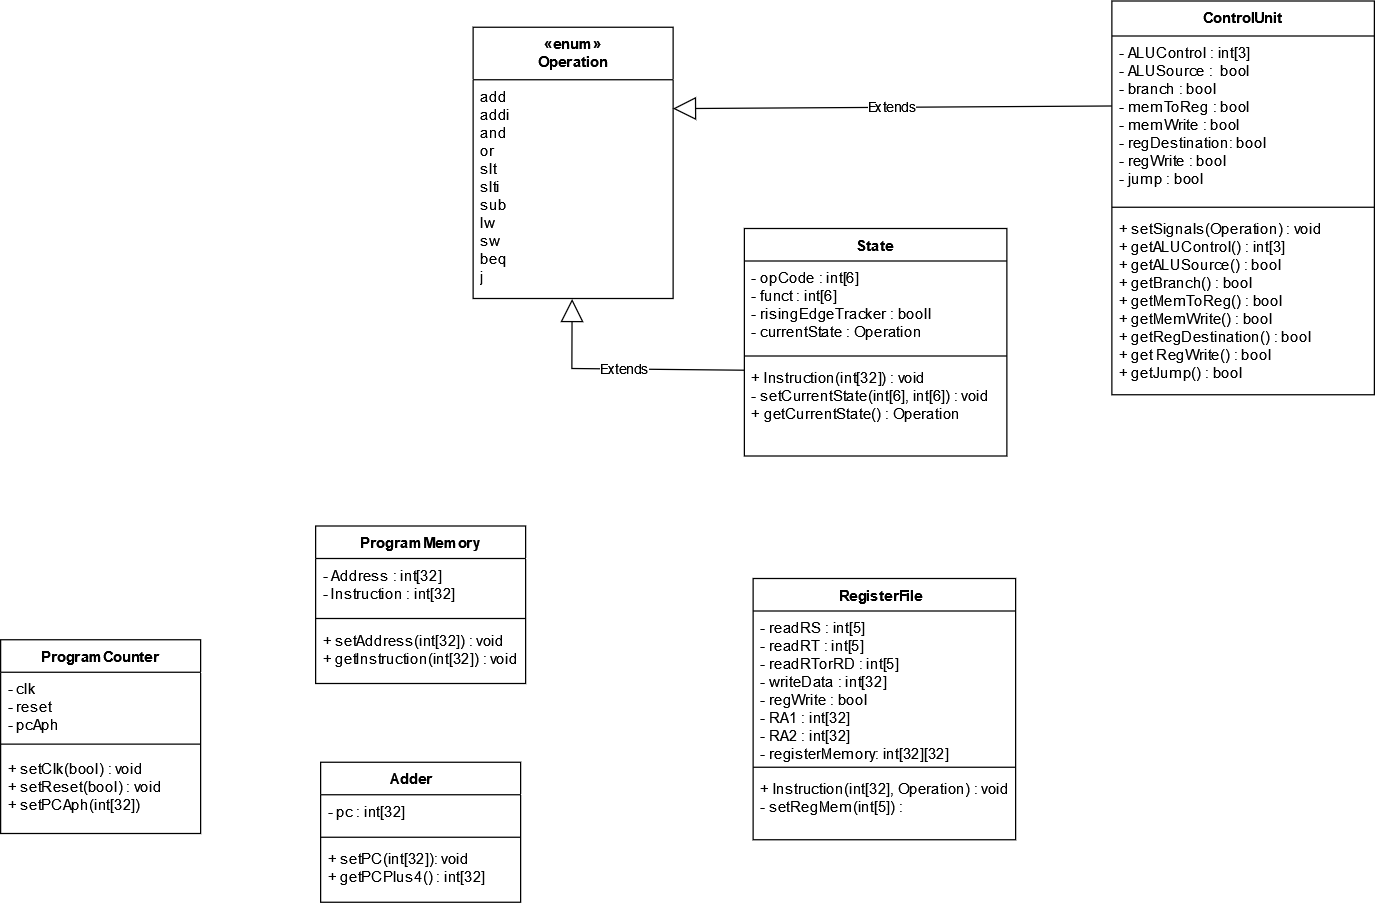 «enum»
Operation
add
addi
and
or
slt
slti
sub
lw
sw
beq
j
Extends
ControlUnit
- ALUControl : int[3]
- ALUSource : bool
- branch : bool
- memToReg : bool
- memWrite : bool
- regDestination: bool
- regWrite : bool
- jump : bool
+ setSignals(Operation) : void
+ getALUControl() : int[3]
+ getALUSource() : bool
+ getBranch() : bool
+ getMemToReg() : bool
+ getMemWrite() : bool
+ getRegDestination() : bool
+ get RegWrite() : bool
+ getJump() : bool
Extends
State
- opCode : int[6]
- funct : int[6]
- risingEdgeTracker : booll
- currentState : Operation
+ Instruction(int[32]) : void
- setCurrentState(int[6], int[6]) : void
+ getCurrentState() : Operation
ProgramMemory
- Address : int[32]
- Instruction : int[32]
+ setAddress(int[32]) : void
+ getInstruction(int[32]) : void
RegisterFile
- readRS : int[5]
- readRT : int[5]
- readRTorRD : int[5]
- writeData : int[32]
- regWrite : bool
- RA1 : int[32]
- RA2 : int[32]
- registerMemory: int[32][32]
+ Instruction(int[32], Operation) : void
- setRegMem(int[5]) :
ProgramCounter
- clk
- reset
- pcAph
+ setClk(bool) : void
+ setReset(bool) : void
+ setPCAph(int[32])
Adder
- pc : int[32]
+ setPC(int[32]): void
+ getPCPlus4() : int[32]